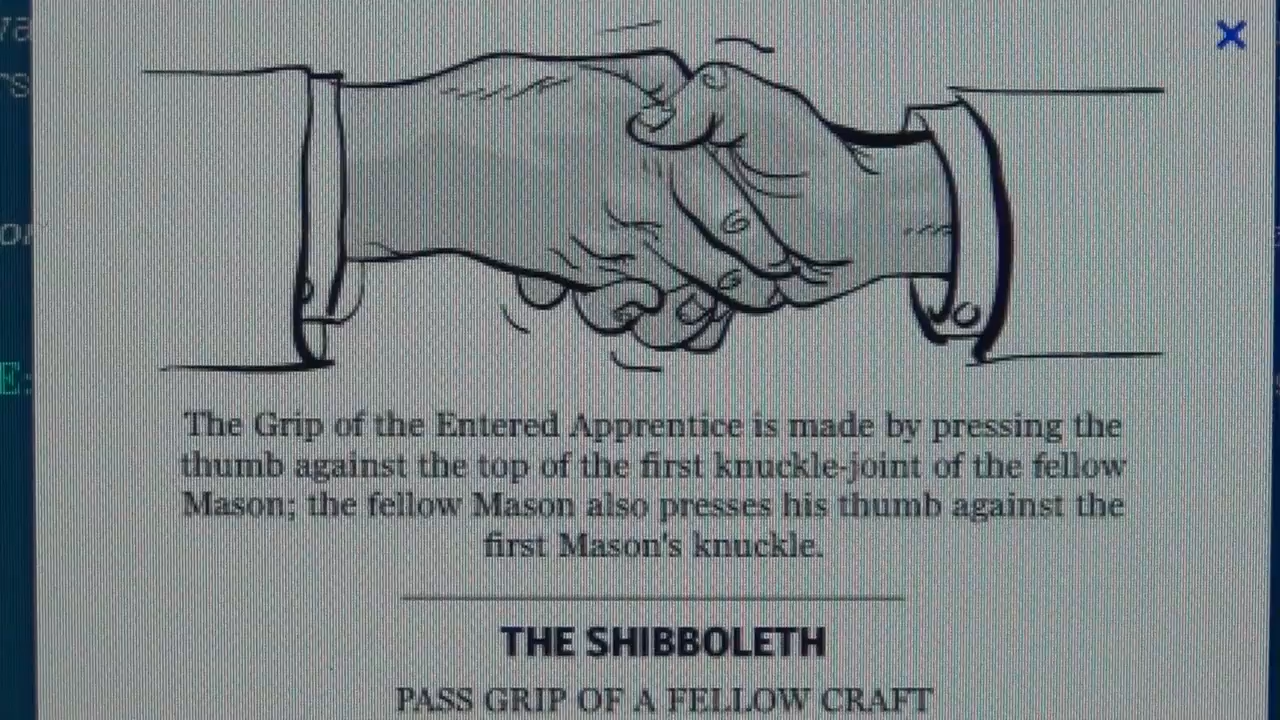 The Grip of the Entered Apprentice is made by pressing the
thumb against the top of the first knuckle-joint of the fellow
Mason; the fellow Mason also presses his thumb against the
first Mason's knuckle.
THE SHIBBOLETH
PASS GRIP OF A FELLOW CRAFT